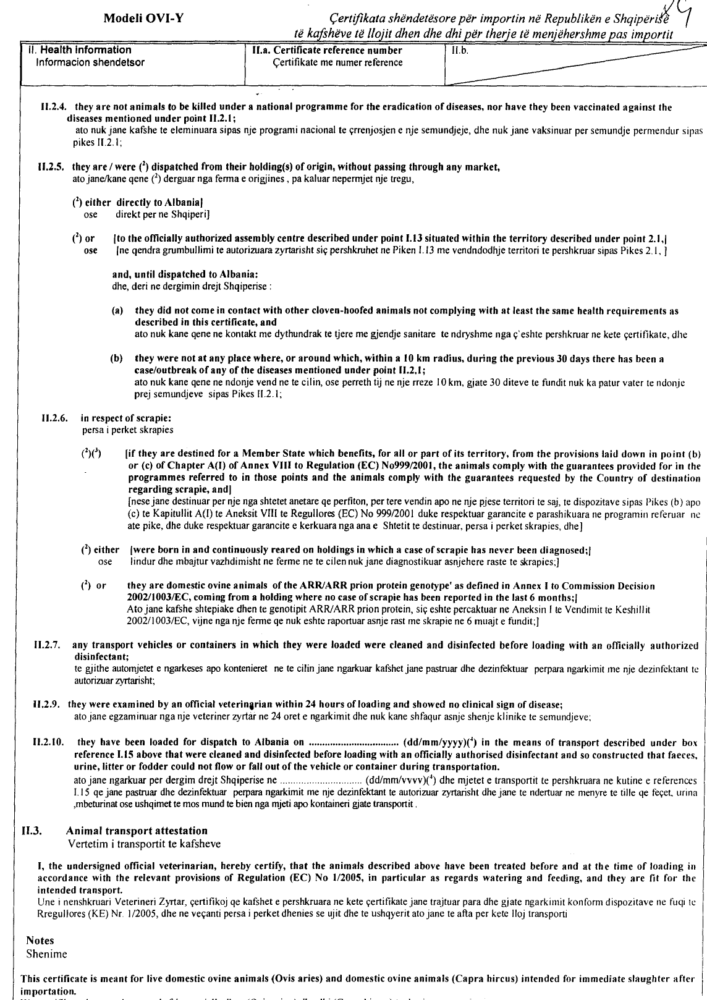 Modeli OVI-Y
Çertifikata shëndetësore për importin në Republikën e Shqipërisë
të kafshëve të llojit dhen dhe dhi për therje të menjëhershme pas importit
II. Health information
Informacion shendetsor
II.a. Certificate reference number
Çertifikate me numer reference
II.b.
II.2.4. they are not animals to be killed under a national programme for the eradication of diseases, nor have they been vaccinated against the
diseases mentioned under point II.2.1;
ato nuk jane kafshe te eleminuara sipas nje programi nacional te çrrenjosjen e nje semundjeje, dhe nuk jane vaksinuar per semundje permendur sipas
pikes II.2.1;
II.2.5. they are / were (²) dispatched from their holding(s) of origin, without passing through any market,
ato jane/kane qene (²) derguar nga ferma e origjines , pa kaluar nepermjet nje tregu,
(²) either directly to Albania]
ose direkt per ne Shqiperi]
(²) or [to the officially authorized assembly centre described under point I.13 situated within the territory described under point 2.1,]
ose [ne qendra grumbullimi te autorizuara zyrtarisht siç pershkruhet ne Piken I.13 me vendndodhje territori te pershkruar sipas Pikes 2.1, ]
and, until dispatched to Albania:
dhe, deri ne dergimin drejt Shqiperise :
(a) they did not come in contact with other cloven-hoofed animals not complying with at least the same health requirements as
described in this certificate, and
ato nuk kane qene ne kontakt me dythundrak te tjere me gjendje sanitare te ndryshme nga ç'eshte pershkruar ne kete çertifikate, dhe
(b) they were not at any place where, or around which, within a 10 km radius, during the previous 30 days there has been a
case/outbreak of any of the diseases mentioned under point II.2.1;
ato nuk kane qene ne ndonje vend ne te cilin, ose perreth tij ne nje rreze 10 km, gjate 30 diteve te fundit nuk ka patur vater te ndonje
prej semundjeve sipas Pikes II.2.1;
II.2.6. in respect of scrapie:
persa i perket skrapies
(²)(³) [if they are destined for a Member State which benefits, for all or part of its territory, from the provisions laid down in point (b)
or (c) of Chapter A(I) of Annex VIII to Regulation (EC) No999/2001, the animals comply with the guarantees provided for in the
programmes referred to in those points and the animals comply with the guarantees requested by the Country of destination
regarding scrapie, and]
[nese jane destinuar per nje nga shtetet anetare qe perfiton, per tere vendin apo ne nje pjese territori te saj, te dispozitave sipas Pikes (b) apo
(c) te Kapitullit A(I) te Aneksit VIII te Regullores (EC) No 999/2001 duke respektuar garancite e parashikuara ne programin referuar ne
ate pike, dhe duke respektuar garancite e kerkuara nga ana e Shtetit te destinuar, persa i perket skrapies, dhe]
(²) either [were born in and continuously reared on holdings in which a case of scrapie has never been diagnosed;]
ose lindur dhe mbajtur vazhdimisht ne ferme ne te cilen nuk jane diagnostikuar asnjehere raste te skrapies;]
(²) or they are domestic ovine animals of the ARR/ARR prion protein genotype' as defined in Annex I to Commission Decision
2002/1003/EC, coming from a holding where no case of scrapie has been reported in the last 6 months;]
Ato jane kafshe shtepiake dhen te genotipit ARR/ARR prion protein, siç eshte percaktuar ne Aneksin I te Vendimit te Keshillit
2002/1003/EC, vijne nga nje ferme qe nuk eshte raportuar asnje rast me skrapie ne 6 muajt e fundit;]
II.2.7. any transport vehicles or containers in which they were loaded were cleaned and disinfected before loading with an officially authorized
disinfectant;
te gjithe automjetet e ngarkeses apo kontenieret ne te cilin jane ngarkuar kafshet jane pastruar dhe dezinfektuar perpara ngarkimit me nje dezinfektant te
autorizuar zyrtarisht;
II.2.9. they were examined by an official veterinarian within 24 hours of loading and showed no clinical sign of disease;
ato jane egzaminuar nga nje veteriner zyrtar ne 24 oret e ngarkimit dhe nuk kane shfaqur asnje shenje klinike te semundjeve;
II.2.10. they have been loaded for dispatch to Albania on ................................. (dd/mm/yyyy)(⁴) in the means of transport described under box
reference I.15 above that were cleaned and disinfected before loading with an officially authorised disinfectant and so constructed that faeces,
urine, litter or fodder could not flow or fall out of the vehicle or container during transportation.
ato jane ngarkuar per dergim drejt Shqiperise ne .............................. (dd/mm/vvvv)(⁴) dhe mjetet e transportit te pershkruara ne kutine e references
I.15 qe jane pastruar dhe dezinfektuar perpara ngarkimit me nje dezinfektant te autorizuar zyrtarisht dhe jane te ndertuar ne menyre te tille qe feçet, urina
,mbeturinat ose ushqimet te mos mund te bien nga mjeti apo kontaineri gjate transportit .
II.3. Animal transport attestation
Vertetim i transportit te kafsheve
I, the undersigned official veterinarian, hereby certify, that the animals described above have been treated before and at the time of loading in
accordance with the relevant provisions of Regulation (EC) No 1/2005, in particular as regards watering and feeding, and they are fit for the
intended transport.
Une i nenshkruari Veterineri Zyrtar, çertifikoj qe kafshet e pershkruara ne kete çertifikate jane trajtuar para dhe gjate ngarkimit konform dispozitave ne fuqi te
Rregullores (KE) Nr. 1/2005, dhe ne veçanti persa i perket dhenies se ujit dhe te ushqyerit ato jane te afta per kete lloj transporti
Notes
Shenime
This certificate is meant for live domestic ovine animals (Ovis aries) and domestic ovine animals (Capra hircus) intended for immediate slaughter after
importation.